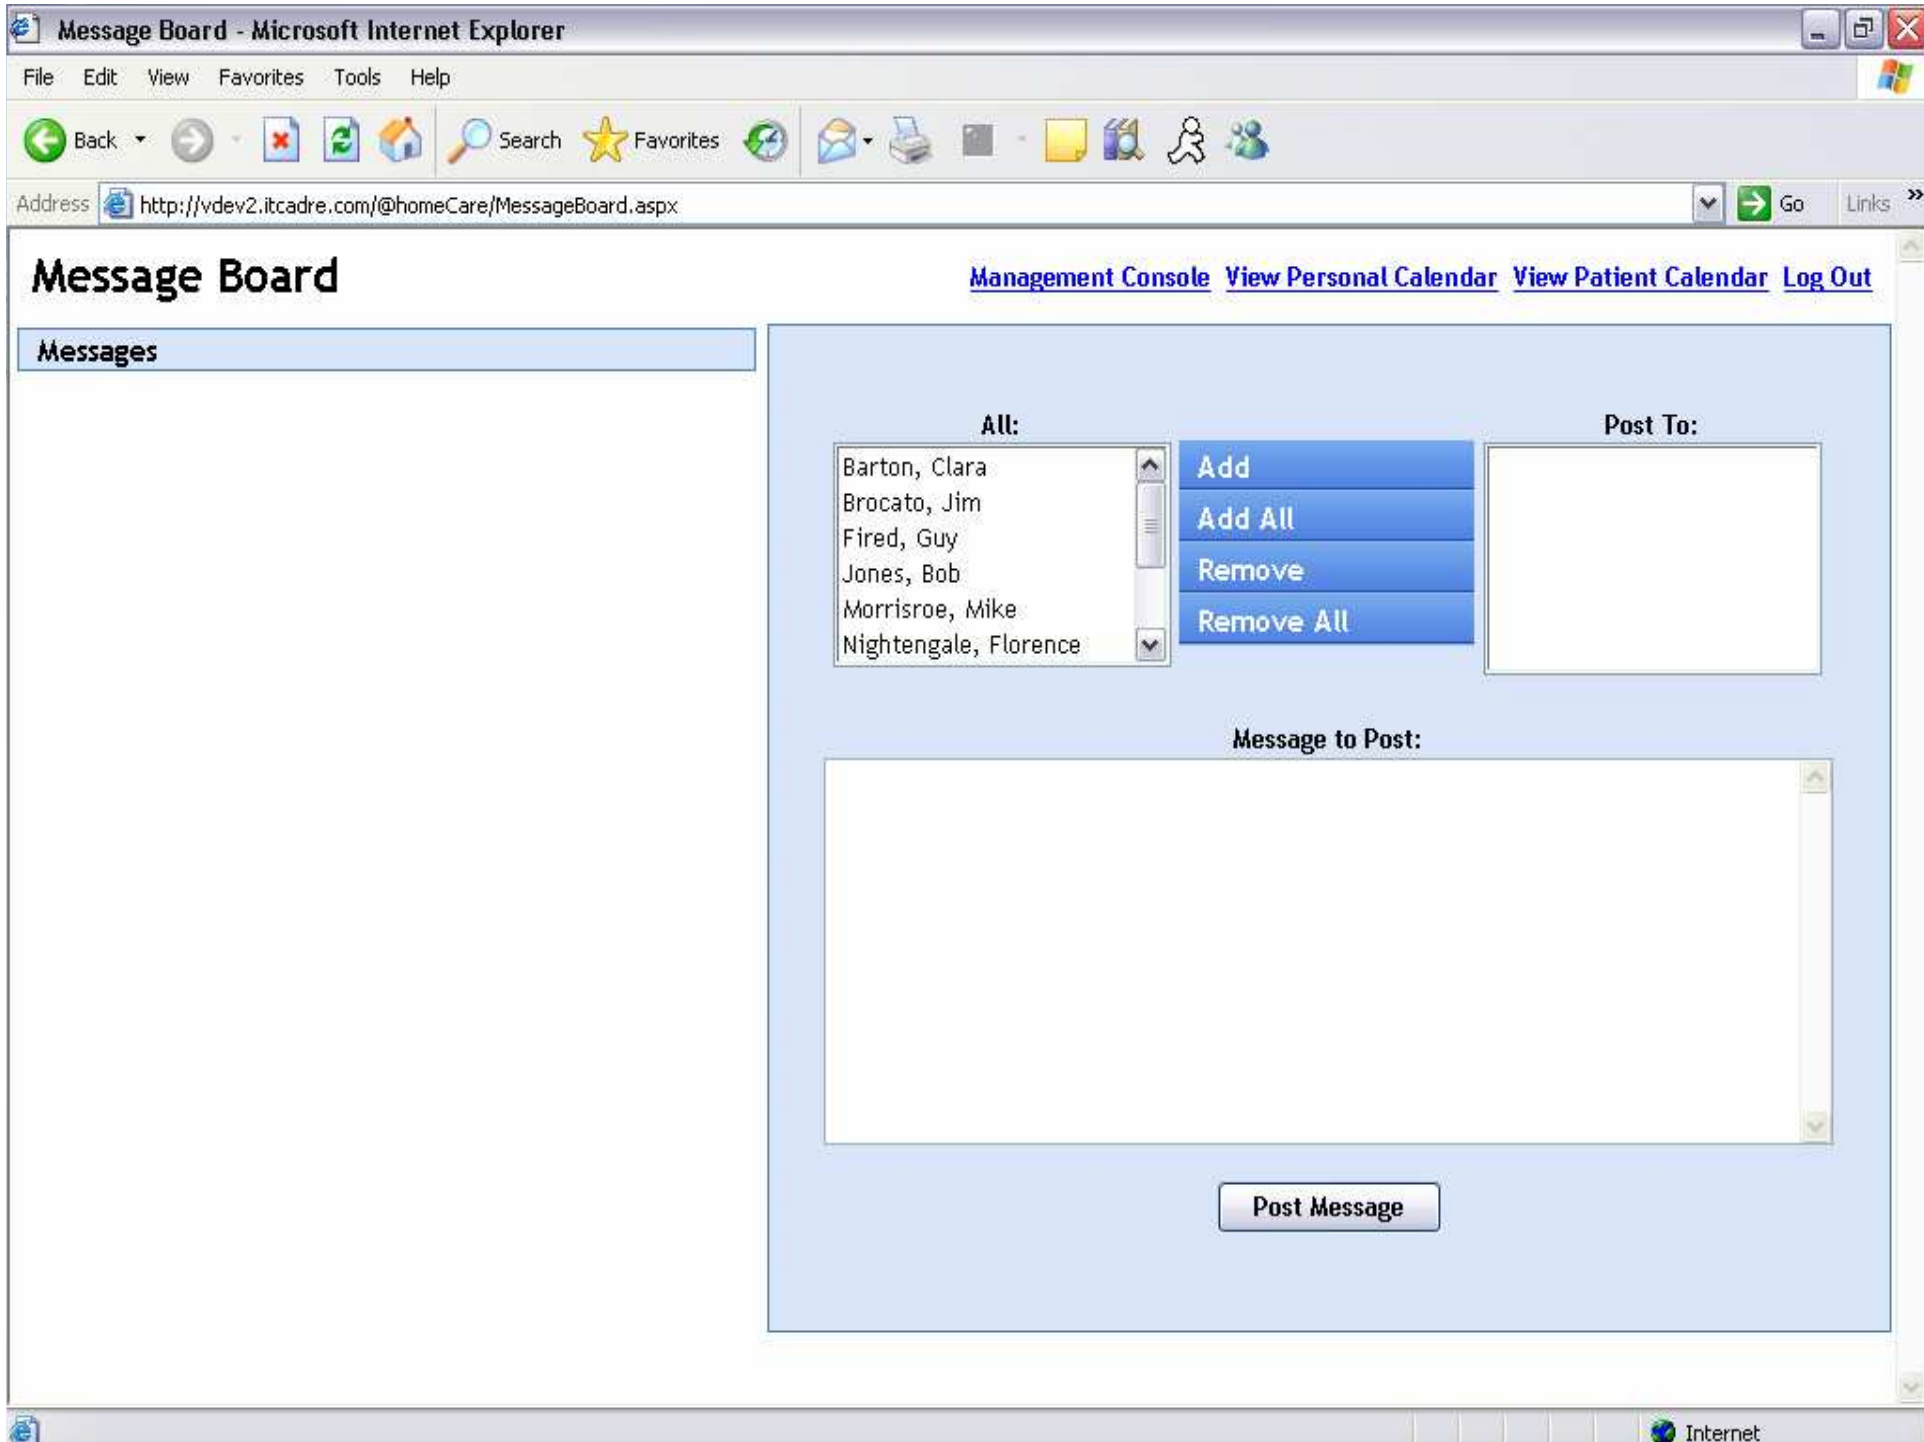 Message Board - Microsoft Internet Explorer
File Edit View Favorites Tools Help
Back Search Favorites
Address http://vdev2.itcadre.com/@homeCare/MessageBoard.aspx Go Links »
Message Board
Management Console View Personal Calendar View Patient Calendar Log Out
Messages
All:
Barton, Clara
Brocato, Jim
Fired, Guy
Jones, Bob
Morrisroe, Mike
Nightengale, Florence
Add
Add All
Remove
Remove All
Post To:
Message to Post:
Post Message
Internet